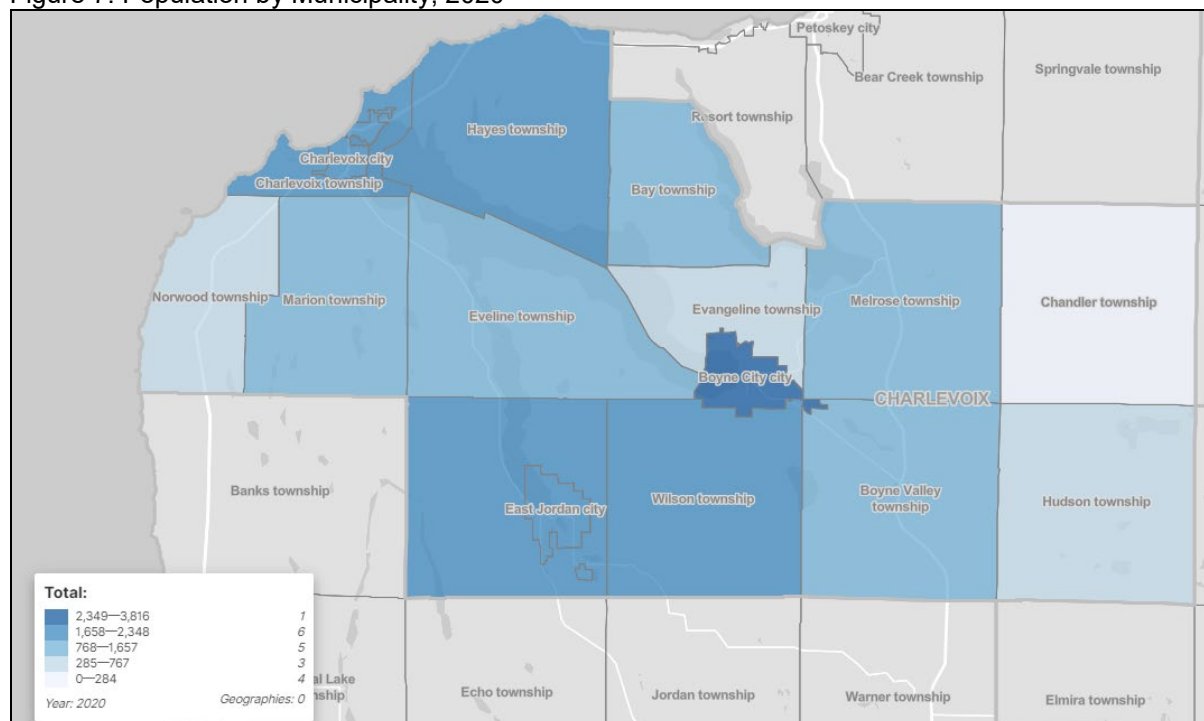 Figure 7: Population by Municipality, 2020
Petoskey city
Bear Creek township
Springvale township
Resort township
Hayes township
Charlevoix city
Charlevoix township
Bay township
Norwood township
Marion township
Eveline township
Evangeline township
Melrose township
Chandler township
Boyne City city
CHARLEVOIX
Banks township
East Jordan city
Wilson township
Boyne Valley
township
Hudson township
Total:
2,349—3,816 1
1,658—2,348 6
768—1,657 5
285—767 3
0—284 4
Year: 2020 Geographies: 0
al Lake
nship
Echo township
Jordan township
Warner township
Elmira township